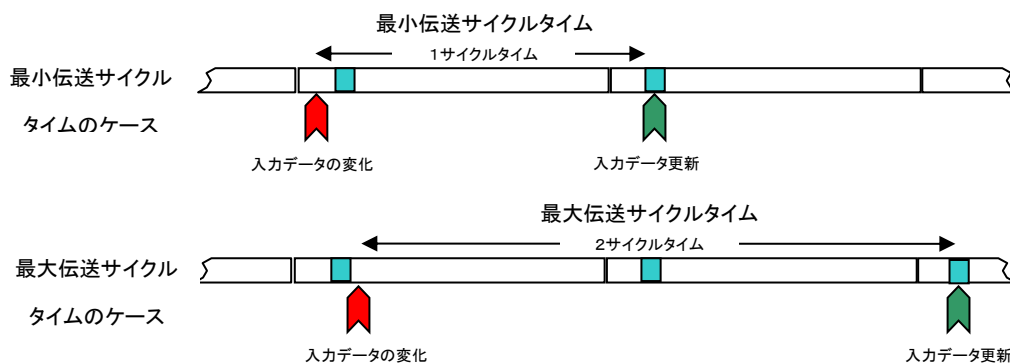 最小伝送サイクルタイム
1サイクルタイム
最小伝送サイクル
タイムのケース
入力データの変化
入力データ更新
最大伝送サイクルタイム
2サイクルタイム
最大伝送サイクル
タイムのケース
入力データの変化
入力データ更新